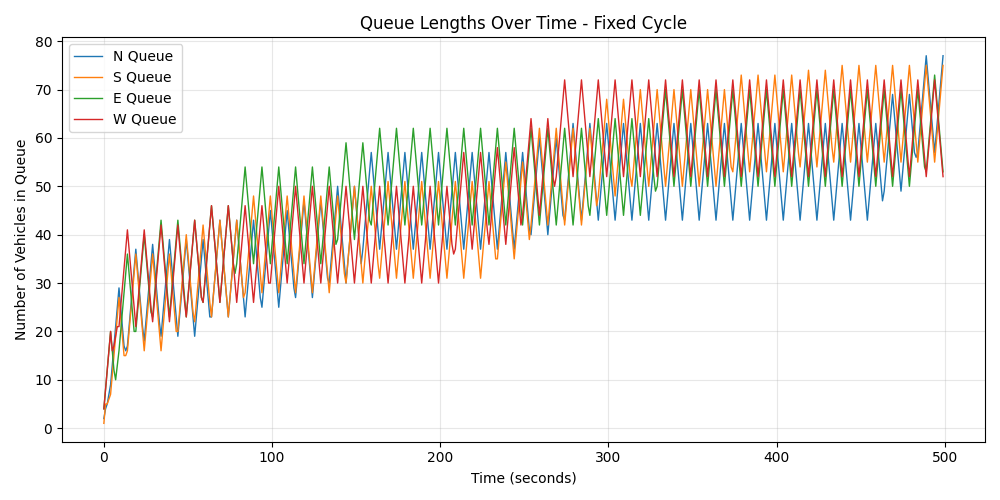 Queue Lengths Over Time - Fixed Cycle
Number of Vehicles in Queue
80
70
60
50
40
30
20
10
0
N Queue
S Queue
E Queue
W Queue
0 100 200 300 400 500
Time (seconds)